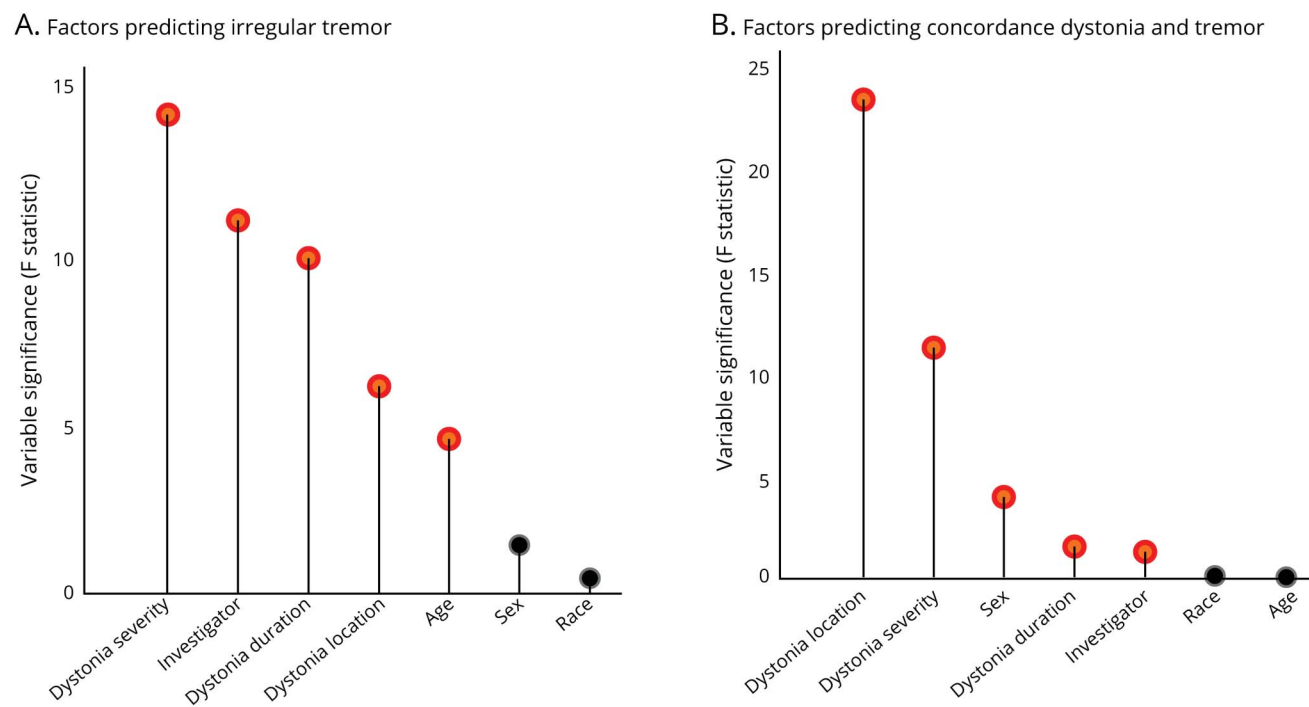 A. Factors predicting irregular tremor
Variable significance (F statistic)
15
10
5
0
Dystonia severity
Investigator
Dystonia duration
Dystonia location
Age
Sex
Race
B. Factors predicting concordance dystonia and tremor
Variable significance (F statistic)
25
20
15
10
5
0
Dystonia location
Dystonia severity
Sex
Dystonia duration
Investigator
Race
Age